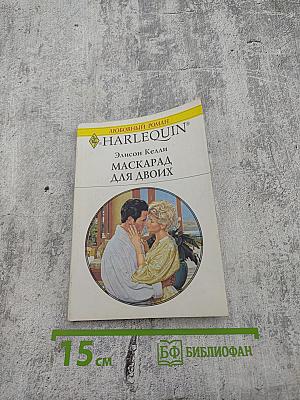 ЛЮБОВНЫЙ РОМАН
HARLEQUIN®
Элисон Келли
МАСКАРАД
ДЛЯ ДВОИХ
15 см
БФ БИБЛИОФАН